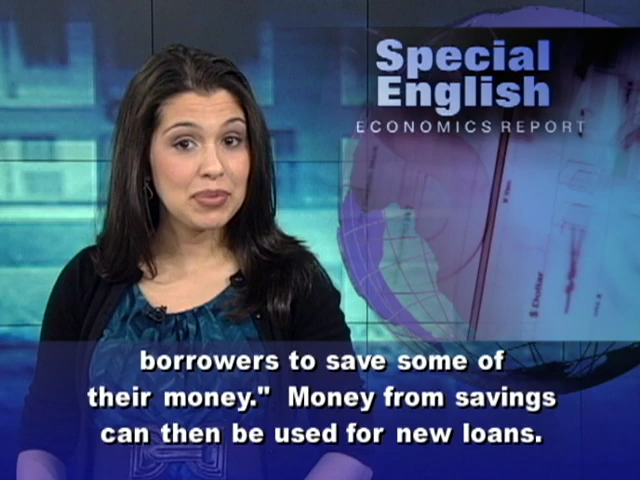 Special
English
ECONOMICS REPORT
$ Dollar
borrowers to save some of
their money." Money from savings
can then be used for new loans.